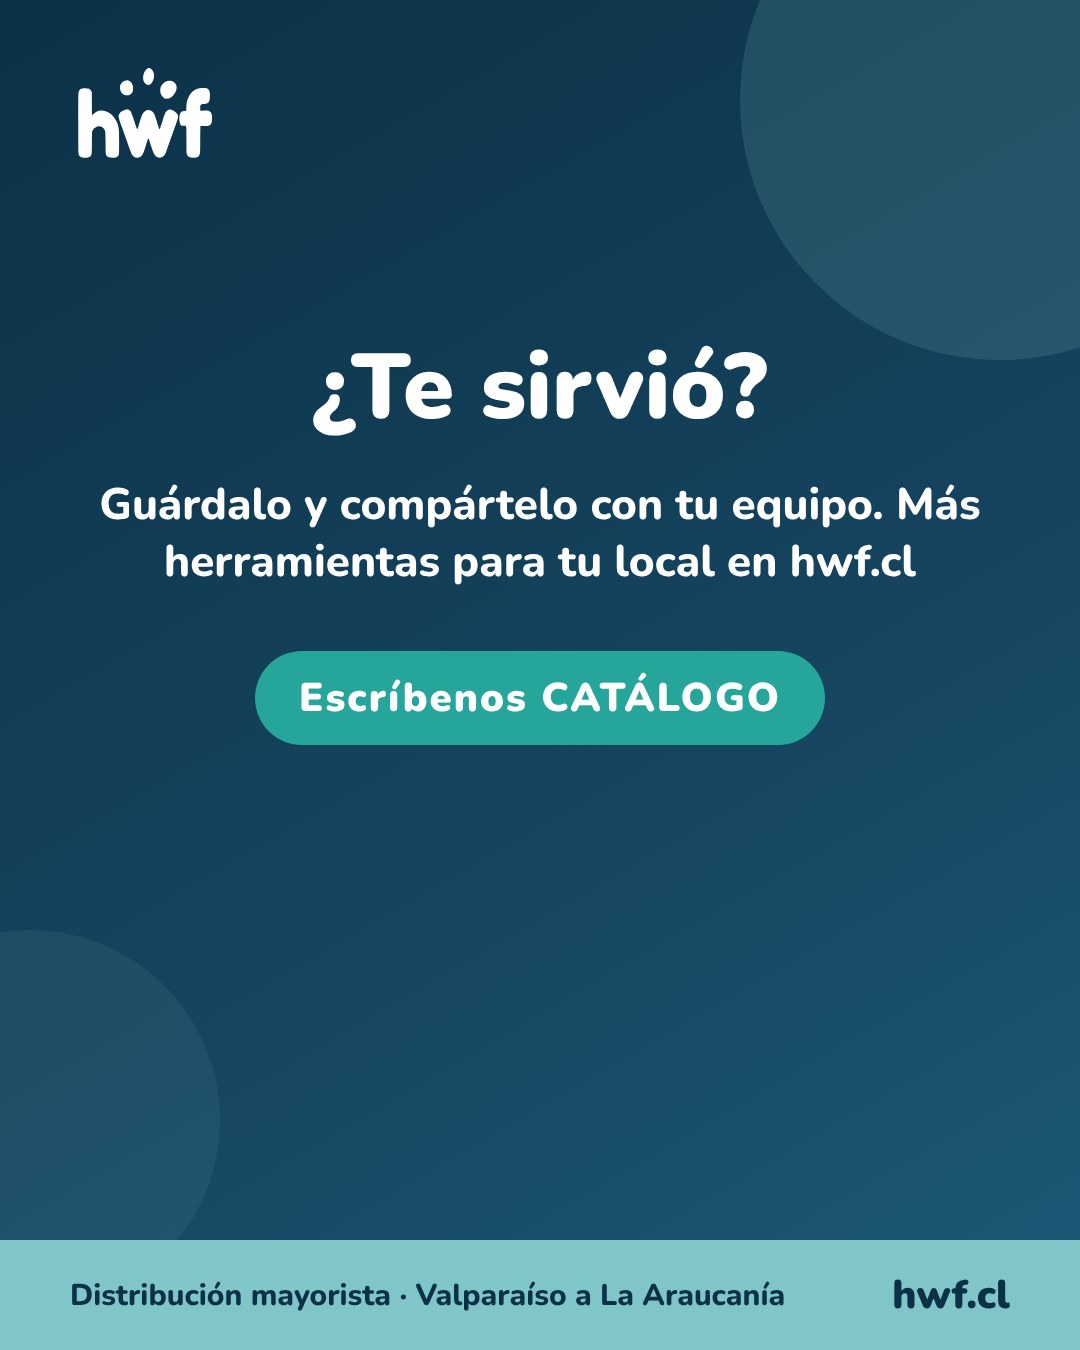 hwf
¿Te sirvió?
Guárdalo y compártelo con tu equipo. Más
herramientas para tu local en hwf.cl
Escríbenos CATÁLOGO
Distribución mayorista · Valparaíso a La Araucanía
hwf.cl